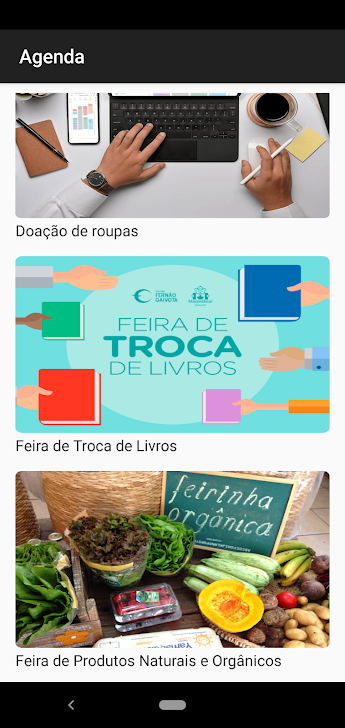 Agenda
Doação de roupas
FERNÃO
GAIVOTA
FEIRA DE
TROCA
DE LIVROS
Feira de Troca de Livros
feirinha
orgânica
Feira de Produtos Naturais e Orgânicos